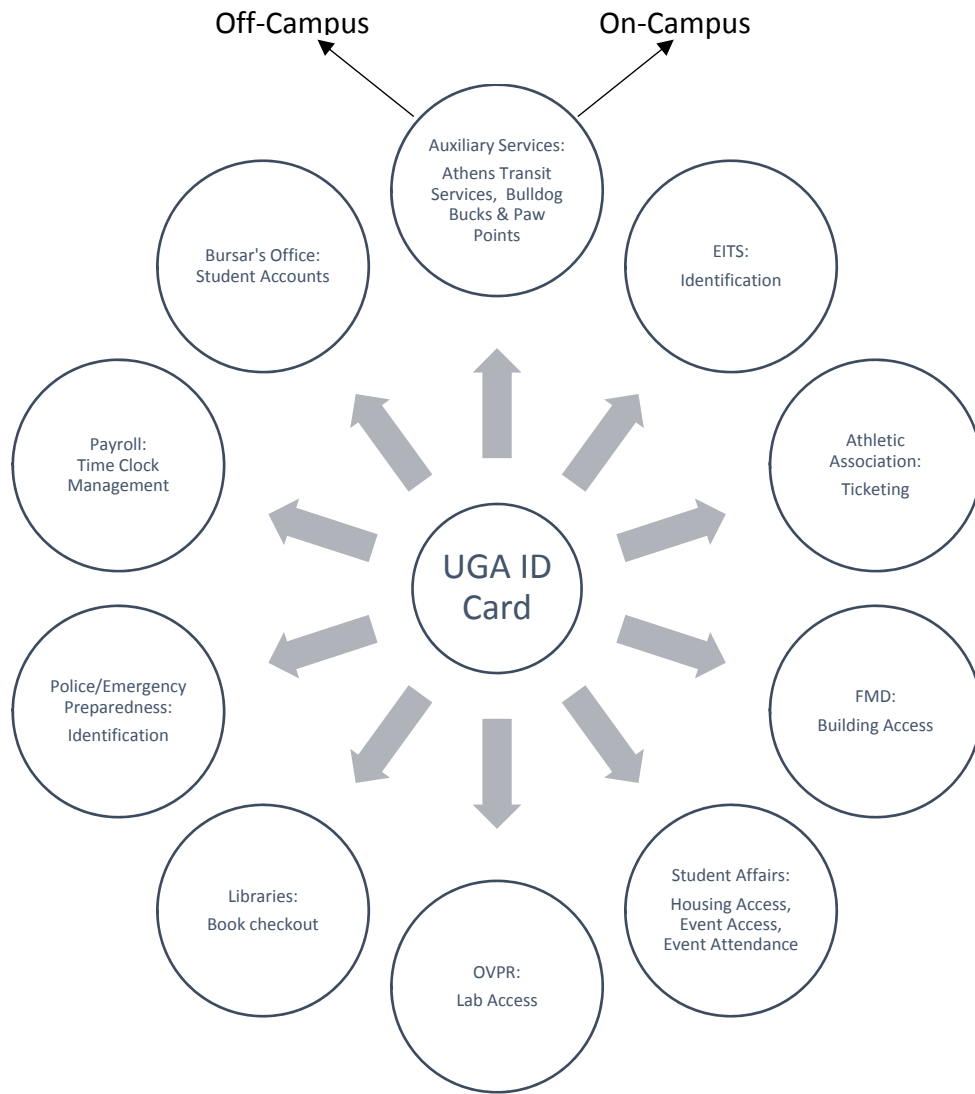 Off-Campus
On-Campus
Auxiliary Services:
Athens Transit
Services, Bulldog
Bucks & Paw
Points
EITS:
Identification
Athletic
Association:
Ticketing
FMD:
Building Access
Student Affairs:
Housing Access,
Event Access,
Event Attendance
OVPR:
Lab Access
Libraries:
Book checkout
Police/Emergency
Preparedness:
Identification
Payroll:
Time Clock
Management
Bursar's Office:
Student Accounts
UGA ID
Card